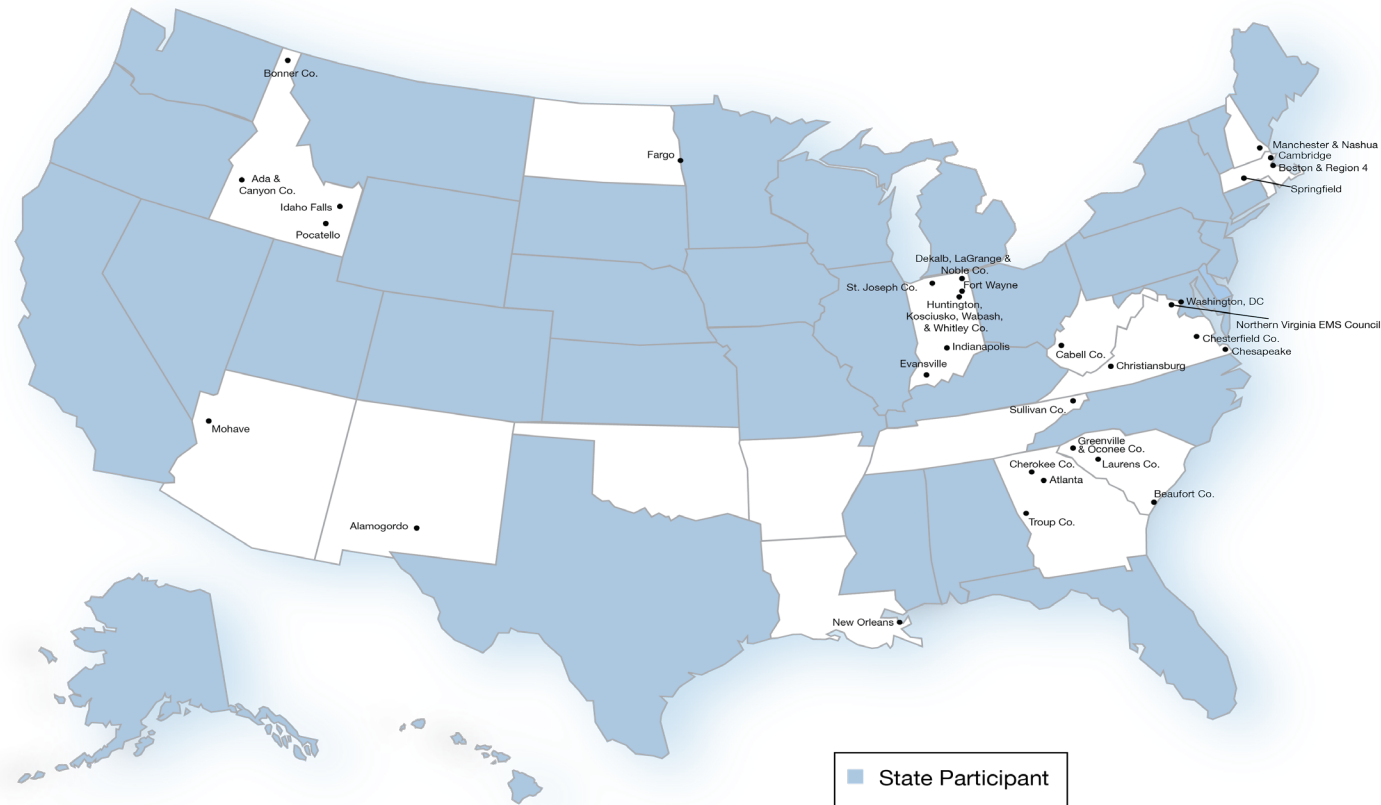 Bonner Co.
Ada &
Canyon Co.
Idaho Falls
Pocatello
Fargo
Manchester & Nashua
Cambridge
Boston & Region 4
Springfield
Dekalb, LaGrange &
Noble Co.
St. Joseph Co.
Fort Wayne
Huntington,
Kosciusko, Wabash,
& Whitley Co.
Indianapolis
Evansville
Washington, DC
Northern Virginia EMS Council
Chesterfield Co.
Chesapeake
Cabell Co.
Christiansburg
Sullivan Co.
Mohave
Greenville
& Oconee Co.
Laurens Co.
Cherokee Co.
Atlanta
Beaufort Co.
Troup Co.
Alamogordo
New Orleans
State Participant